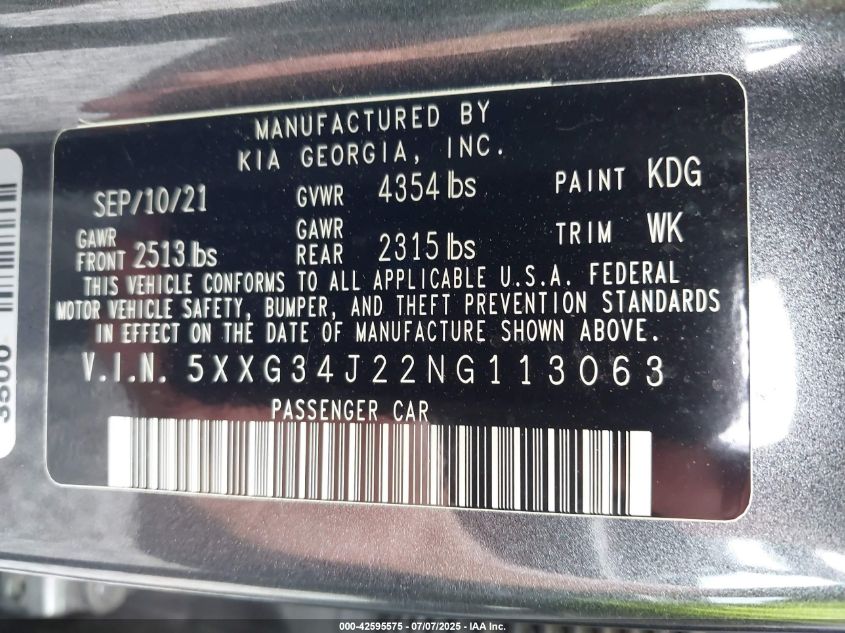 MANUFACTURED BY
KIA GEORGIA, INC.
SEP/10/21 GVWR 4354 lbs PAINT KDG
GAWR FRONT 2513 lbs GAWR REAR 2315 lbs TRIM WK
THIS VEHICLE CONFORMS TO ALL APPLICABLE U.S.A. FEDERAL
MOTOR VEHICLE SAFETY, BUMPER, AND THEFT PREVENTION STANDARDS
IN EFFECT ON THE DATE OF MANUFACTURE SHOWN ABOVE.
V.I.N. 5XXG34J22NG113063
PASSENGER CAR
000-42595575 - 07/07/2025 - IAA Inc.